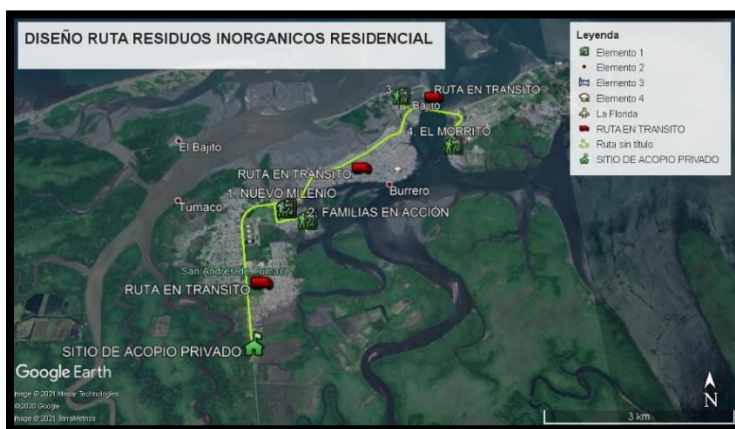 DISEÑO RUTA RESIDUOS INORGANICOS RESIDENCIAL
Leyenda
Elemento 1
Elemento 2
Elemento 3
Elemento 4
La Florida
RUTA EN TRANSITO
Ruta sin título
SITIO DE ACOPIO PRIVADO
3.
RUTA EN TRANSITO
Bajito
4. EL MORRITO
El Bajito
RUTA EN TRANSITO
Burrero
1. NUEVO MILENIO
Tumaco
2. FAMILIAS EN ACCIÓN
San Andres de Tumaco
RUTA EN TRANSITO
SITIO DE ACOPIO PRIVADO
Google Earth
Image © 2021 Maxar Technologies
©2020 Google
Image © 2021 TerraMetrics
N
3 km